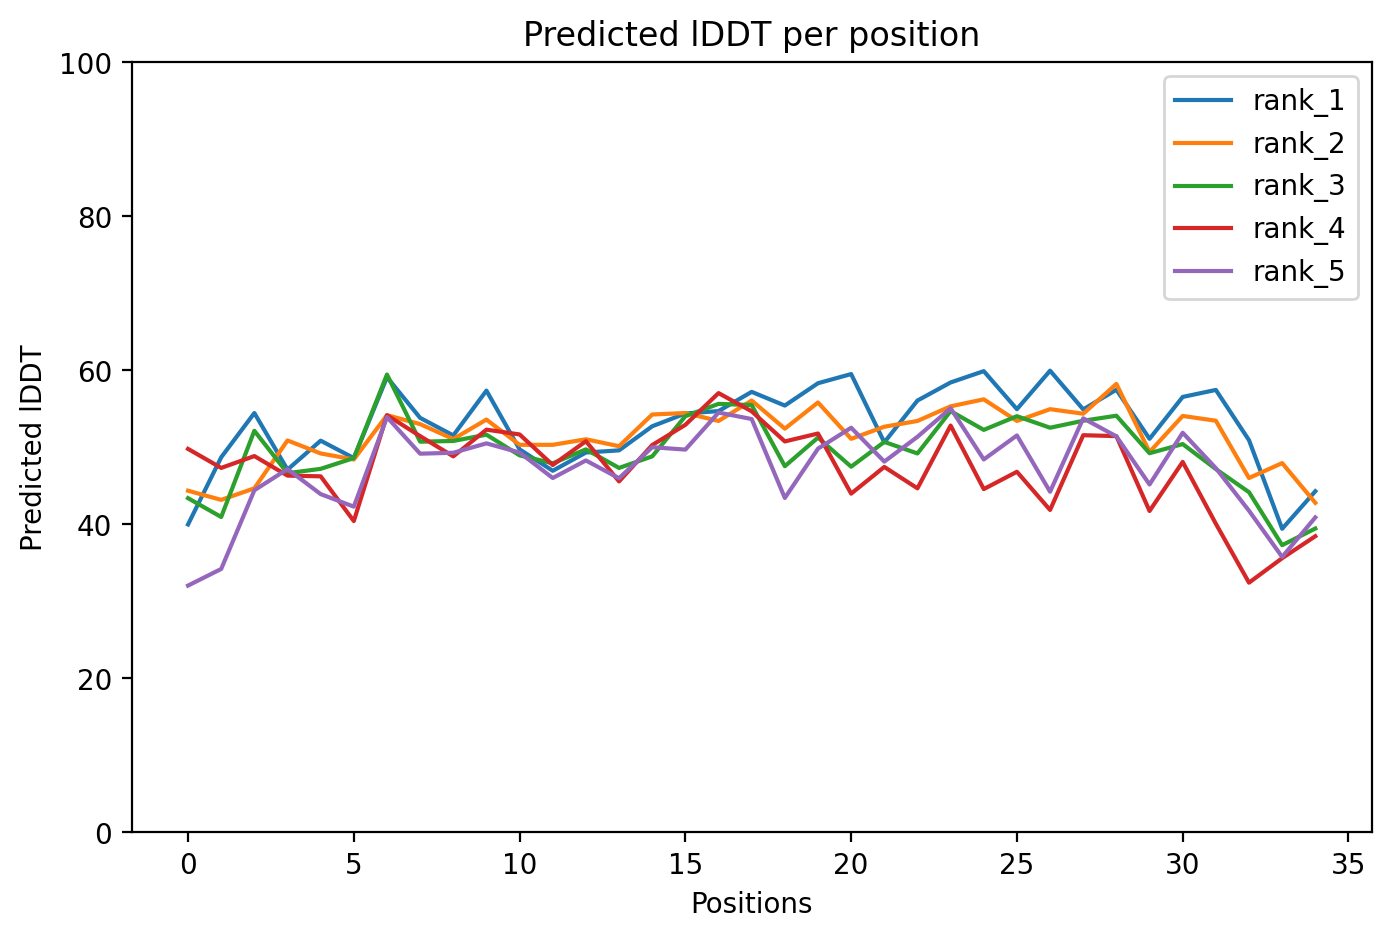 Predicted lDDT per position
100
80
60
40
20
0
Predicted lDDT
rank_1
rank_2
rank_3
rank_4
rank_5
0 5 10 15 20 25 30 35
Positions